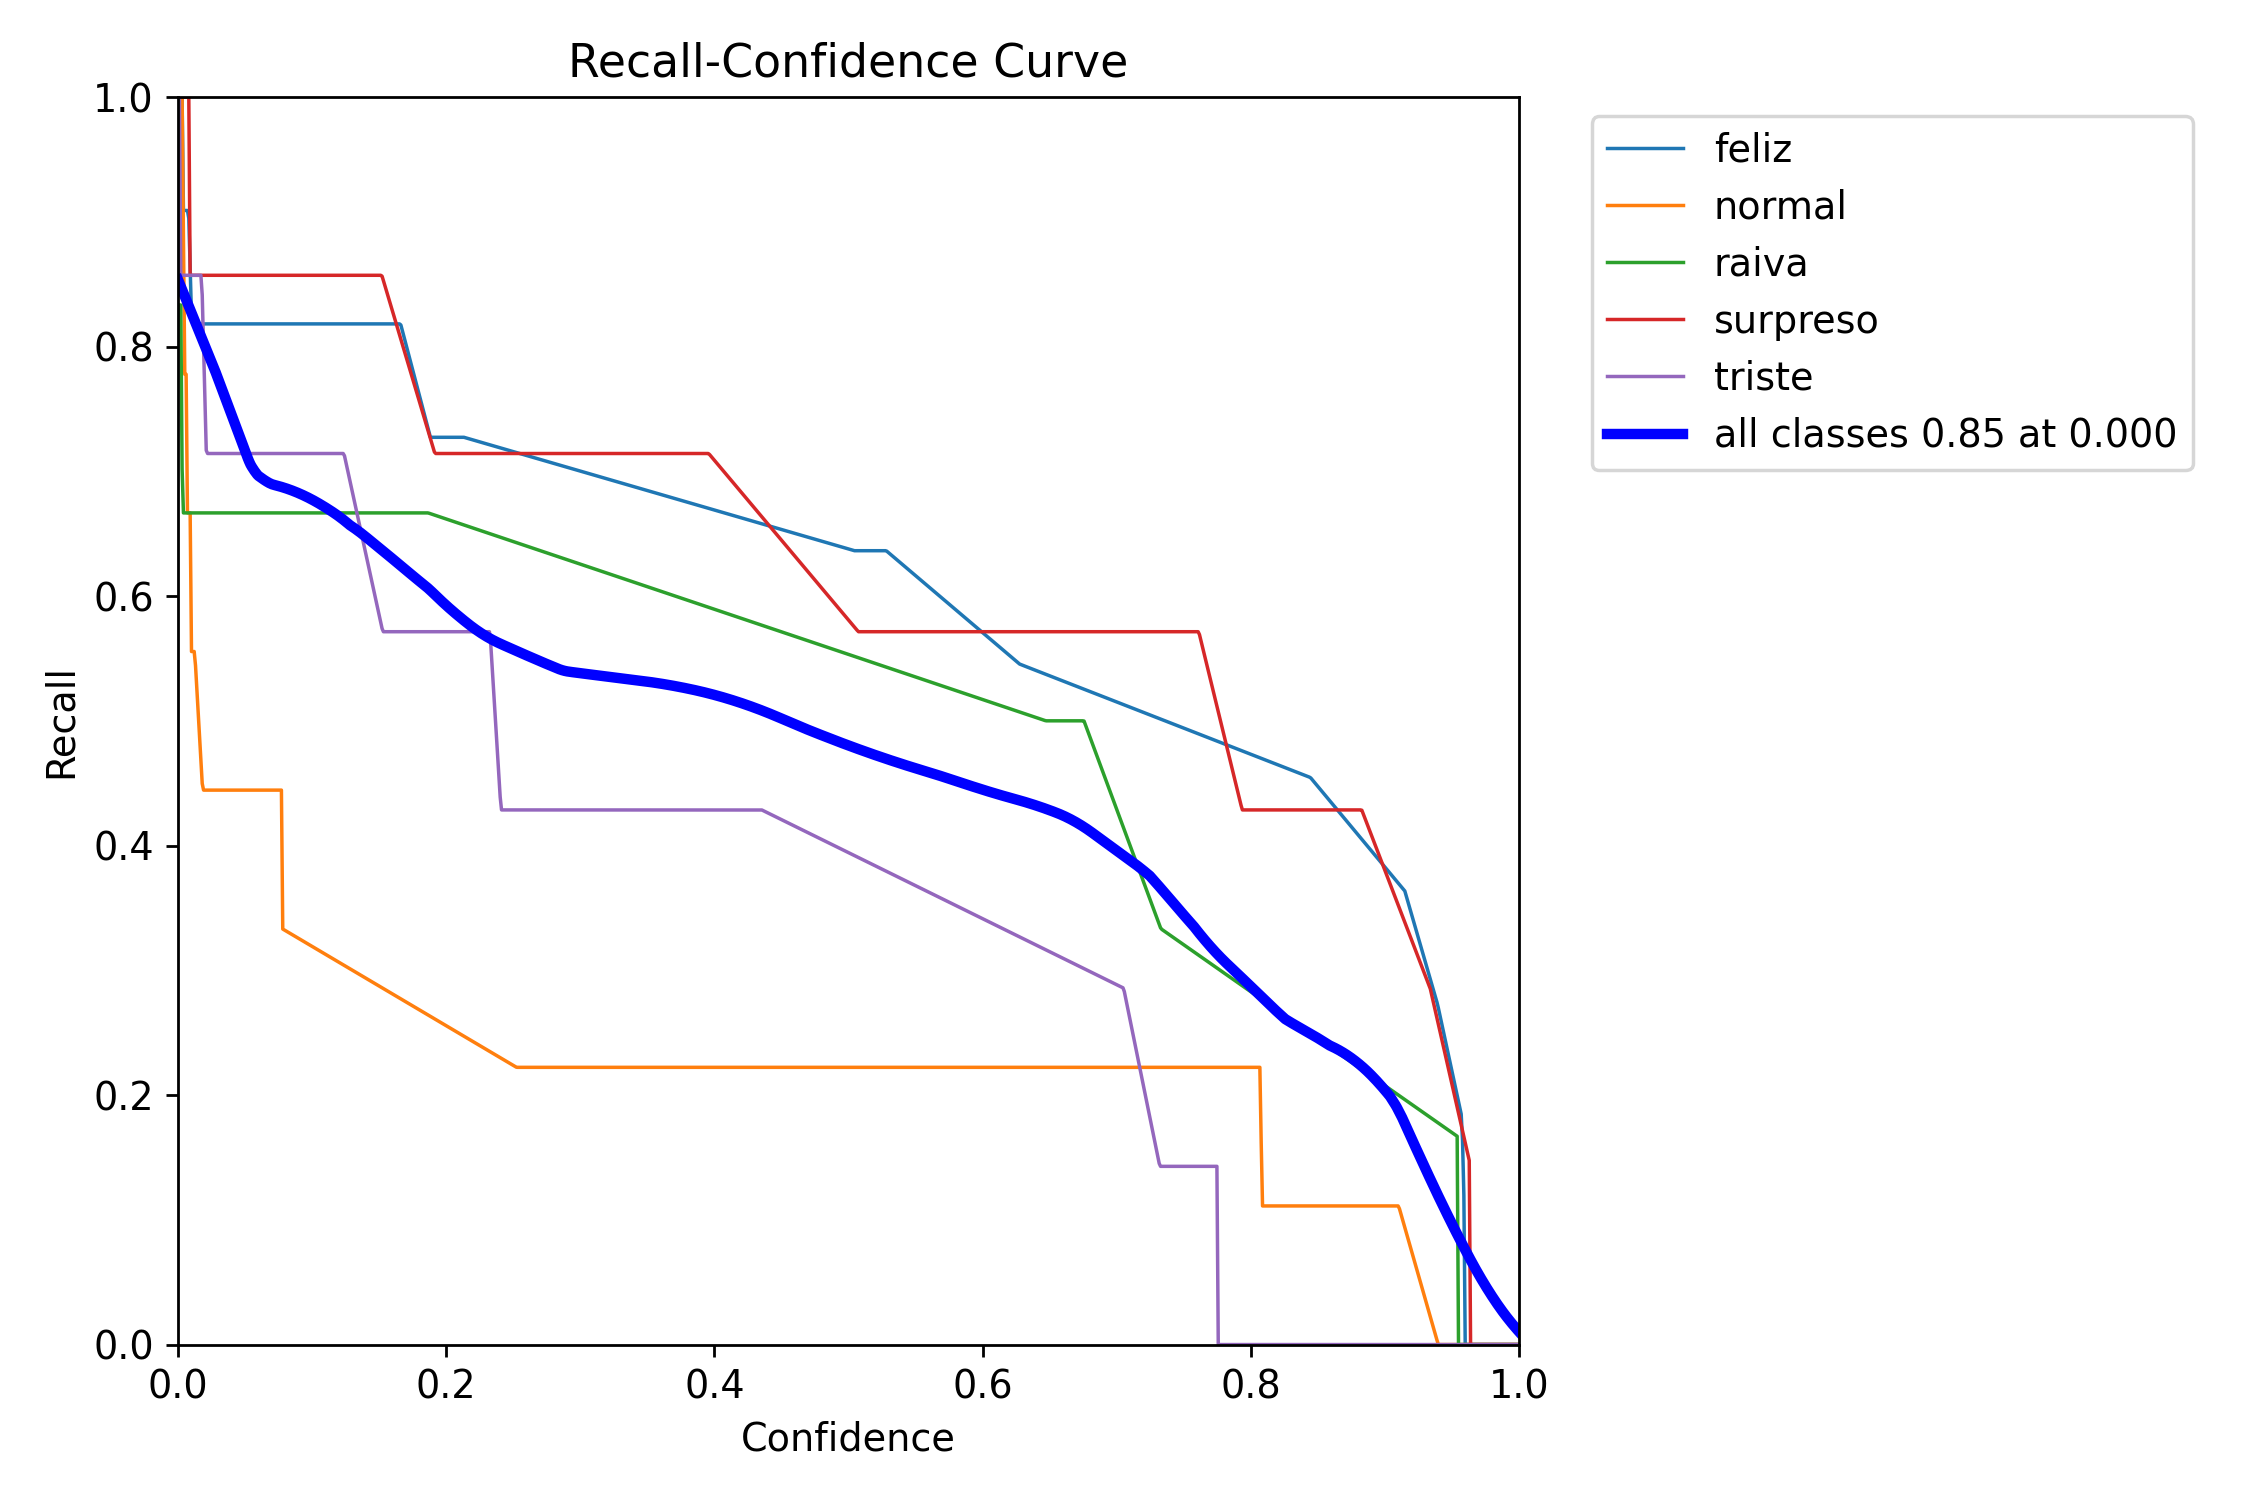 Recall-Confidence Curve
1.0
0.8
0.6
0.4
0.2
0.0
Recall
0.0 0.2 0.4 0.6 0.8 1.0
Confidence
feliz
normal
raiva
surpreso
triste
all classes 0.85 at 0.000